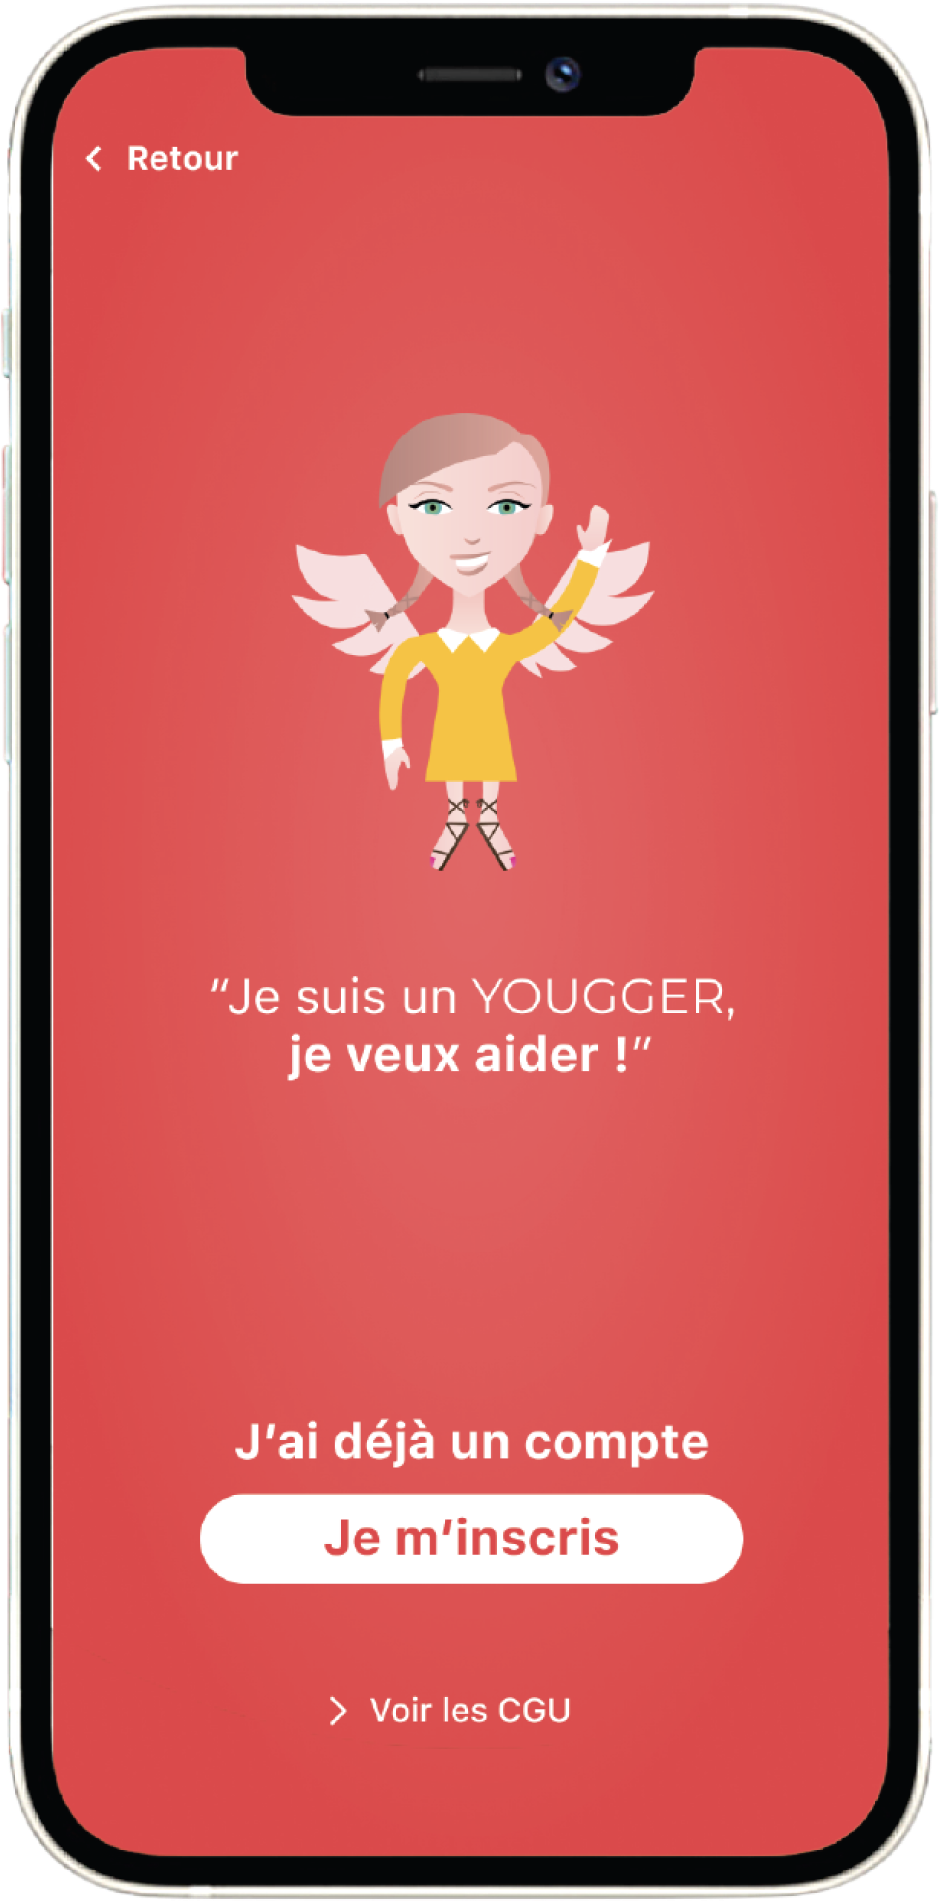 Retour
“Je suis un YOUGGER,
je veux aider !”
J’ai déjà un compte
Je m’inscris
Voir les CGU